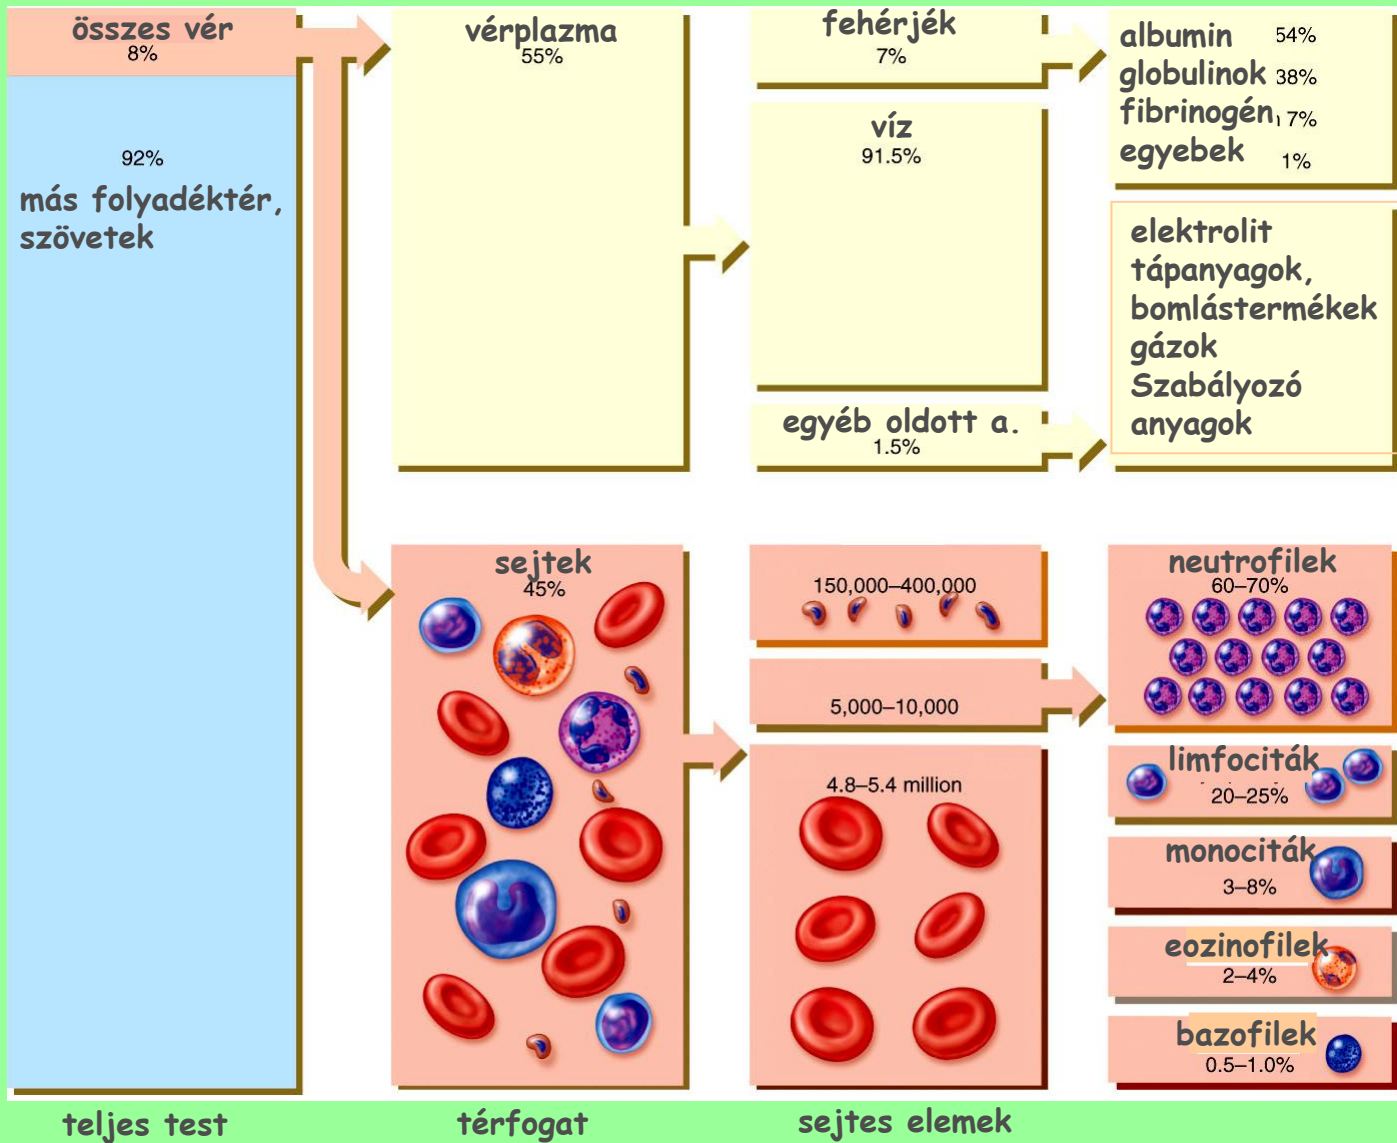 összes vér
8%
92%
más folyadéktér,
szövetek
vérplazma
55%
fehérjék
7%
víz
91.5%
egyéb oldott a.
1.5%
albumin 54%
globulinok 38%
fibrinogén 7%
egyebek 1%
elektrolit
tápanyagok,
bomlástermékek
gázok
Szabályozó
anyagok
sejtek
45%
150,000–400,000
5,000–10,000
4.8–5.4 million
neutrofilek
60–70%
limfociták
20–25%
monociták
3–8%
eozinofilek
2–4%
bazofilek
0.5–1.0%
teljes test
térfogat
sejtes elemek